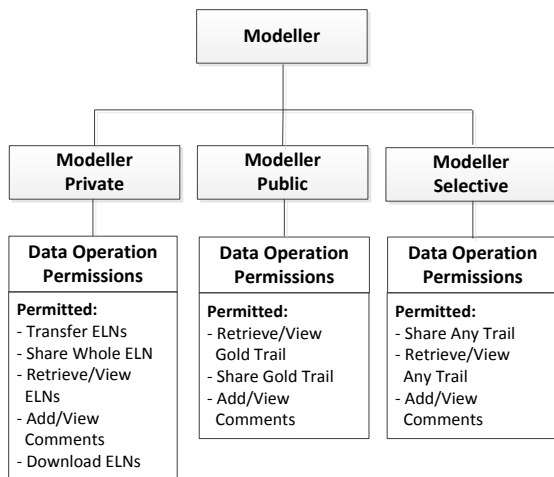 Modeller
Modeller
Private
Modeller
Public
Modeller
Selective
Data Operation
Permissions
Permitted:
- Transfer ELNs
- Share Whole ELN
- Retrieve/View
ELNs
- Add/View
Comments
- Download ELNs
Data Operation
Permissions
Permitted:
- Retrieve/View
Gold Trail
- Share Gold Trail
- Add/View
Comments
Data Operation
Permissions
Permitted:
- Share Any Trail
- Retrieve/View
Any Trail
- Add/View
Comments